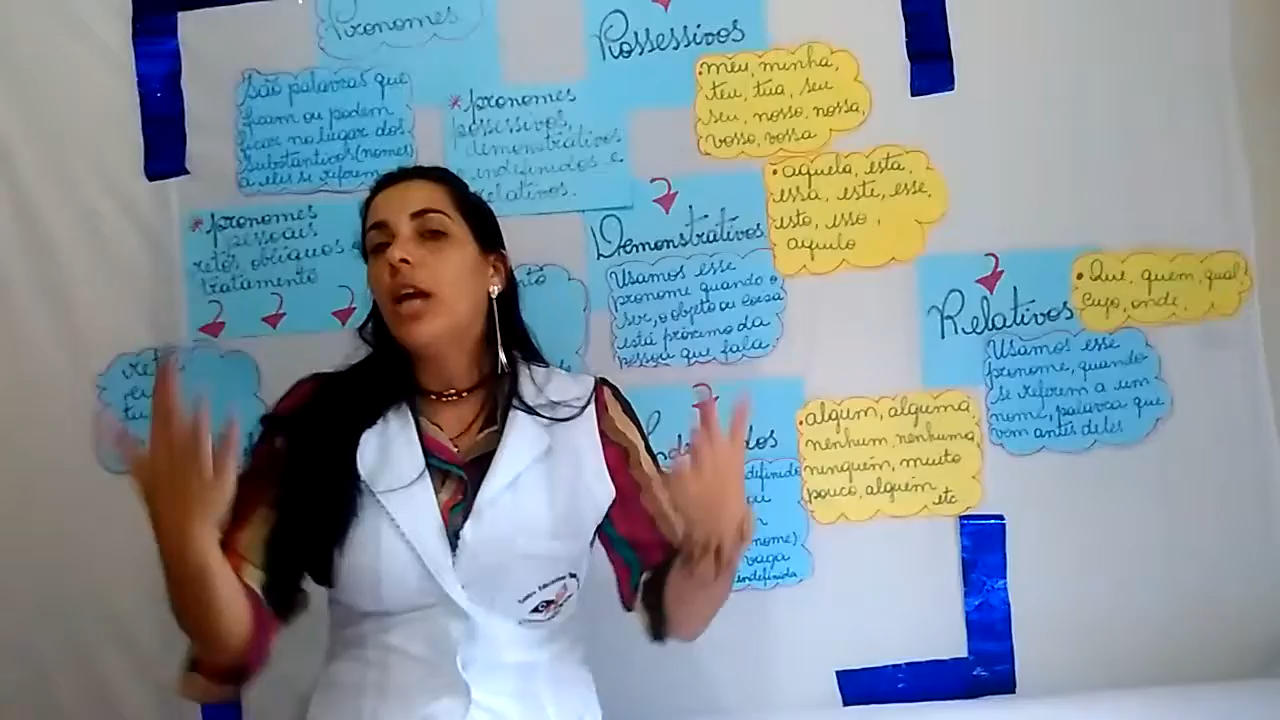 Pronomes
São palavras que
ficam ou podem
ficar no lugar dos
substantivos (nomes)
a eles se referem
* pronomes
possessivos,
demonstrativos
indefinidos e
relativos.
* pronomes
pessoais
retos, oblíquos
tratamento
tu
Possessivos
• meu, minha,
teu, tua, seu
seu, nosso, nossa,
vosso, vossa
Demonstrativos
• aquela, esta,
essa, este, esse,
isto, isso,
aquilo
Usamos esse
pronome quando o
ser, o objeto ou coisa
está próximo da
pessoa que fala
• algum, alguma
nenhum, nenhuma
ninguém, muito
pouco, alguém
etc
indefinida
Relativos
• Que, quem, qual
cujo, onde.
Usamos esse
pronome, quando
se referem a um
nome, palavra que
vem antes deles